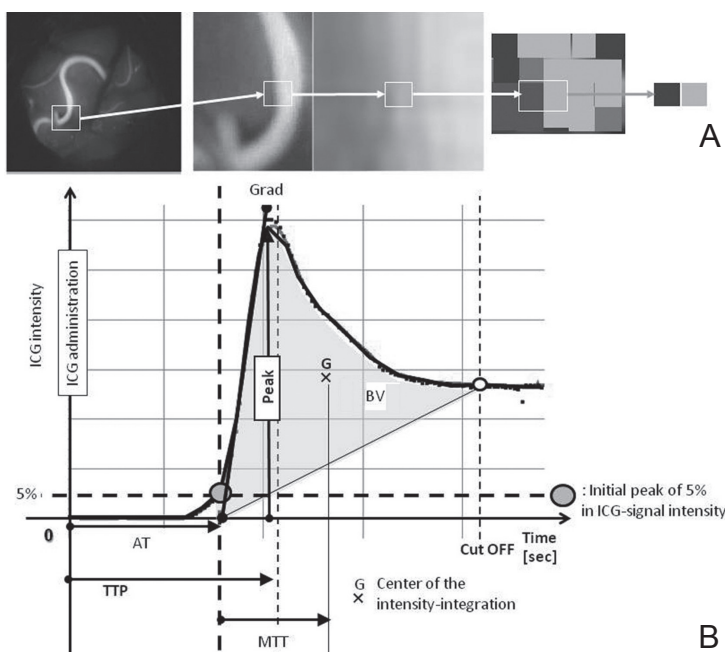 A
Grad
ICG intensity
ICG administration
Peak
G
BV
5%
: Initial peak of 5%
in ICG-signal intensity
0
AT
Cut OFF
Time
[sec]
TTP
G
× Center of the
intensity-integration
MTT
B